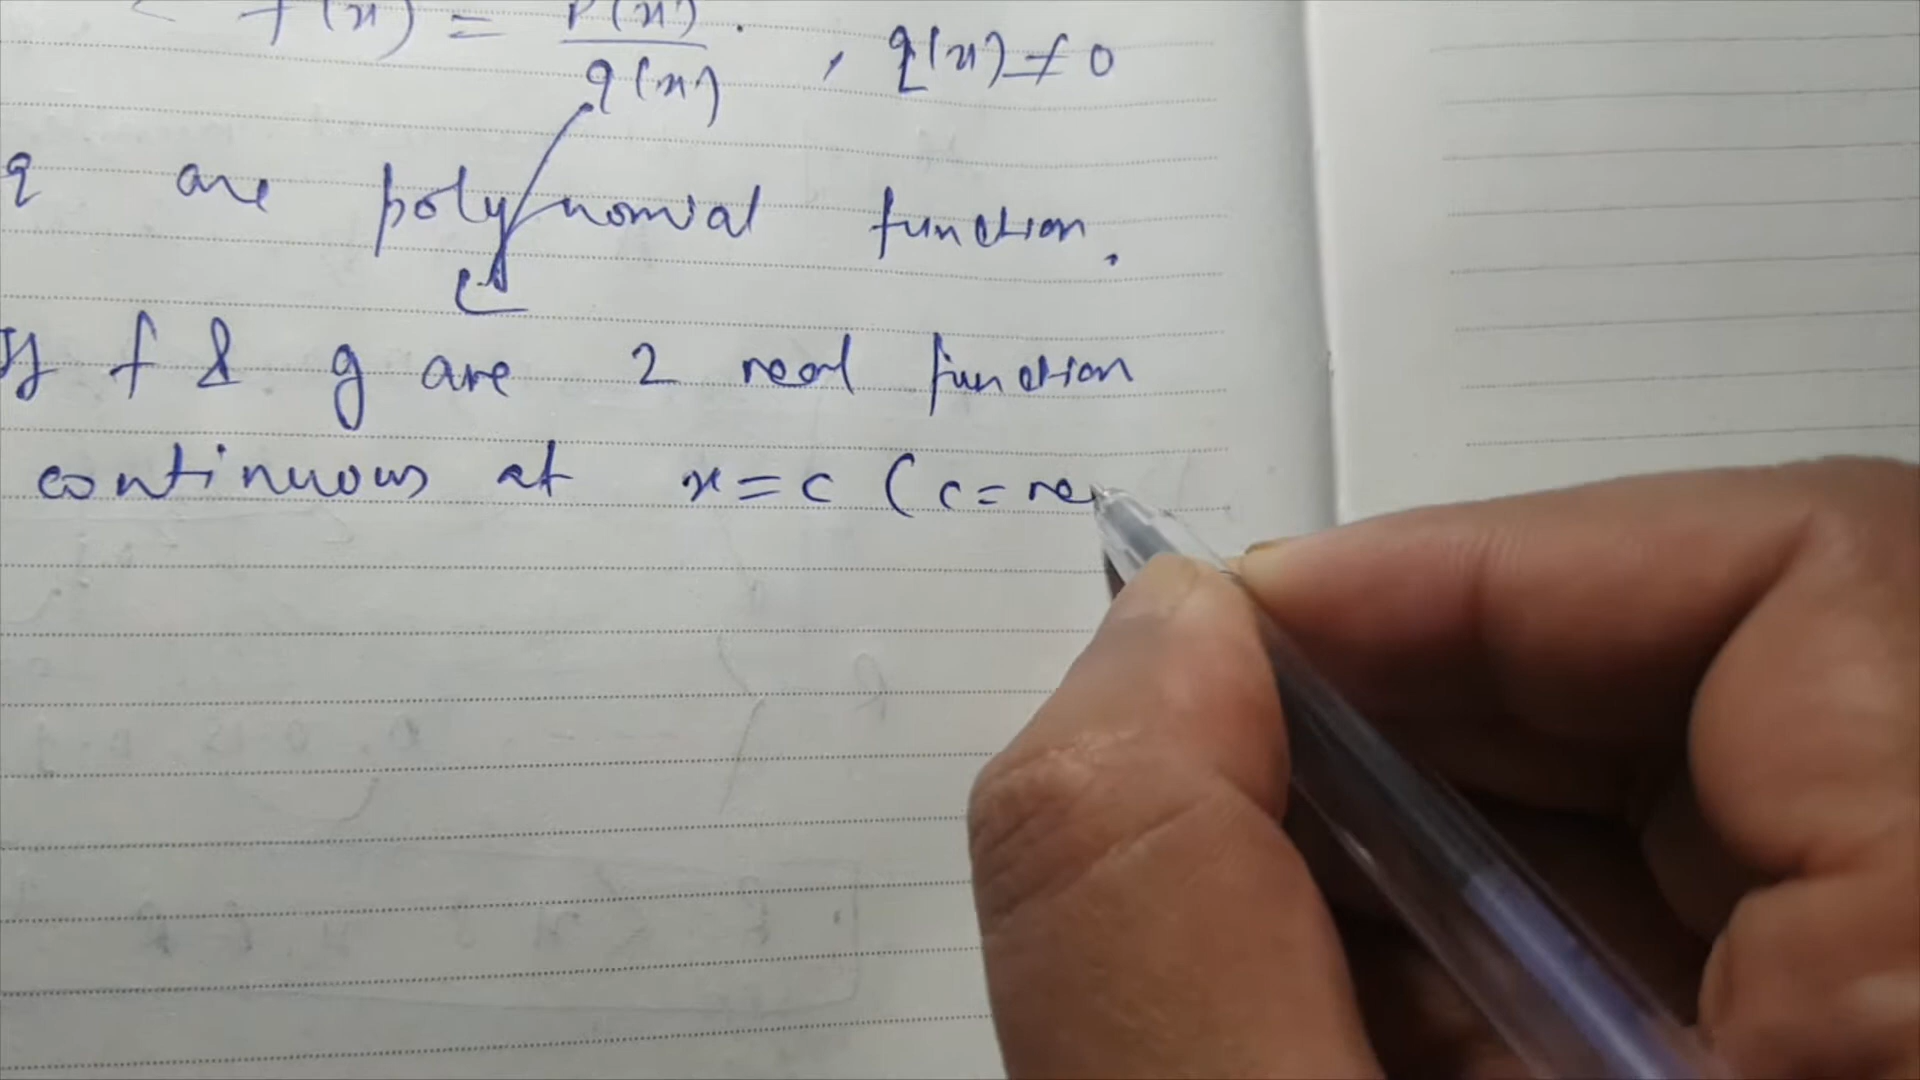 f(x) = p(x)/q(x) . , q(x) ≠ 0
q are polynomial function.
If f & g are 2 real function
continuous at x = c (c = re